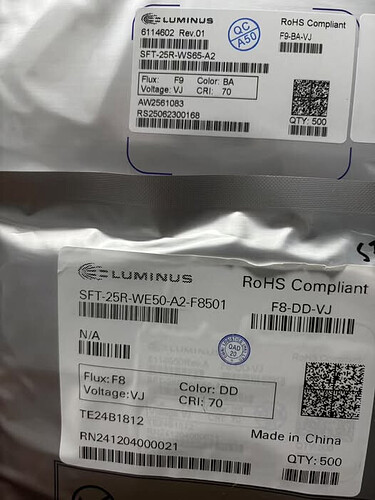 LUMINUS
RoHS Compliant
6114602 Rev.01
QC
A50
F9-BA-VJ
SFT-25R-WS65-A2
Flux: F9 Color: BA
Voltage: VJ CRI: 70
AW2561083
RS25062300168
QTY: 500
LUMINUS
RoHS Compliant
SFT-25R-WE50-A2-F8501
F8-DD-VJ
N/A
QAD
20
Flux: F8 Color: DD
Voltage: VJ CRI: 70
TE24B1812
Made in China
RN241204000021
QTY: 500